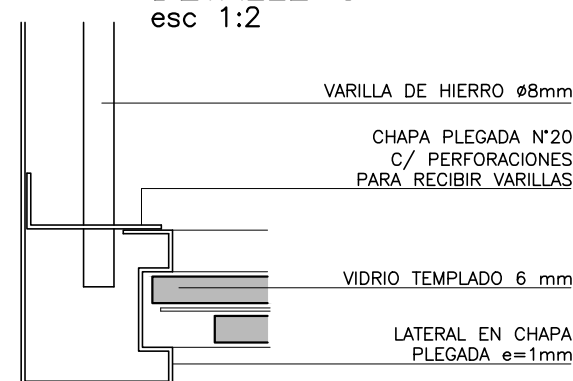 esc 1:2
VARILLA DE HIERRO ø8mm
CHAPA PLEGADA N°20
C/ PERFORACIONES
PARA RECIBIR VARILLAS
VIDRIO TEMPLADO 6 mm
LATERAL EN CHAPA
PLEGADA e=1mm